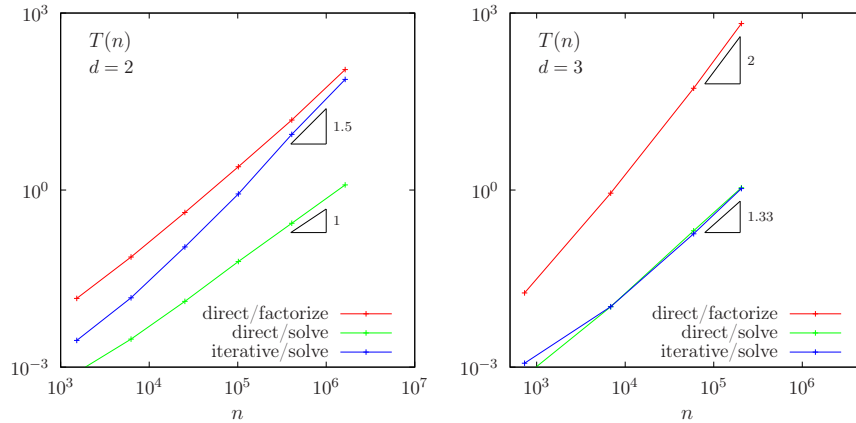 10^3
T(n)
d = 2
1.5
10^0
1
direct/factorize
direct/solve
iterative/solve
10^−3
10^3 10^4 10^5 10^6 10^7
n
10^3
T(n)
d = 3
2
10^0
1.33
direct/factorize
direct/solve
iterative/solve
10^−3
10^3 10^4 10^5 10^6
n